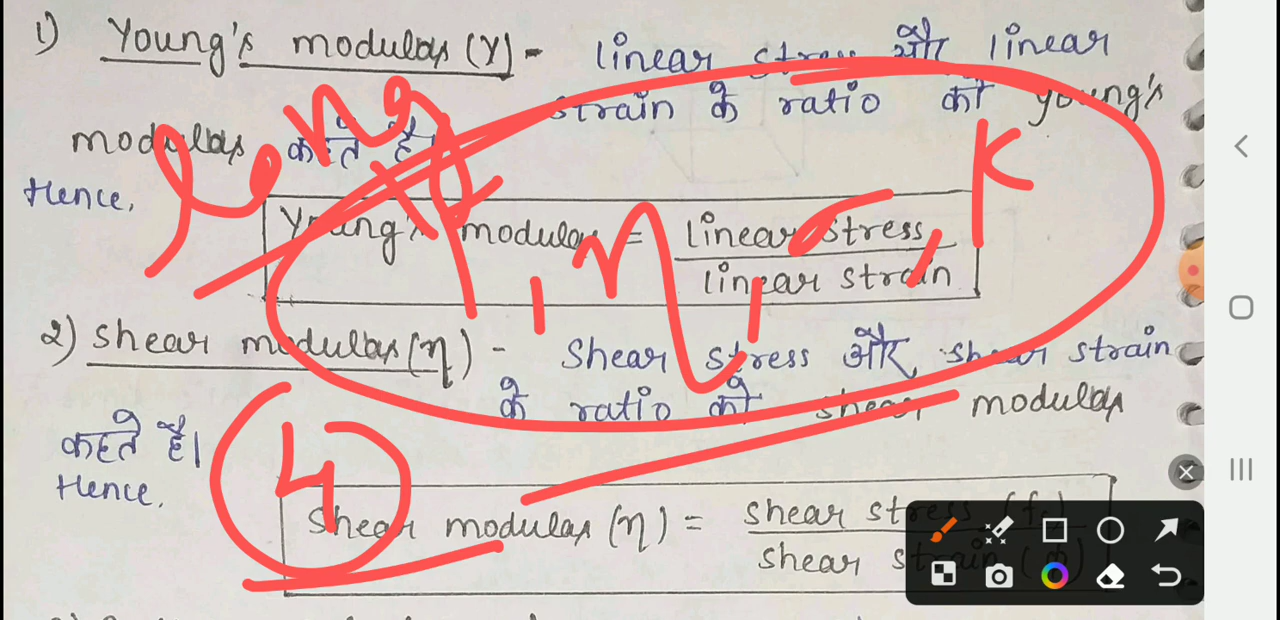 1) Young's modulas (Y) - linear stress और linear
strain के ratio को young's
modulas कहते है
Hence,
Young's modulas = linear stress
linear strain
2) Shear modulas (η) - Shear stress और shear strain
के ratio को shear modulas
कहते है।
Hence,
Shear modulas (η) = shear stress
shear strain
Y, η, σ, K
4